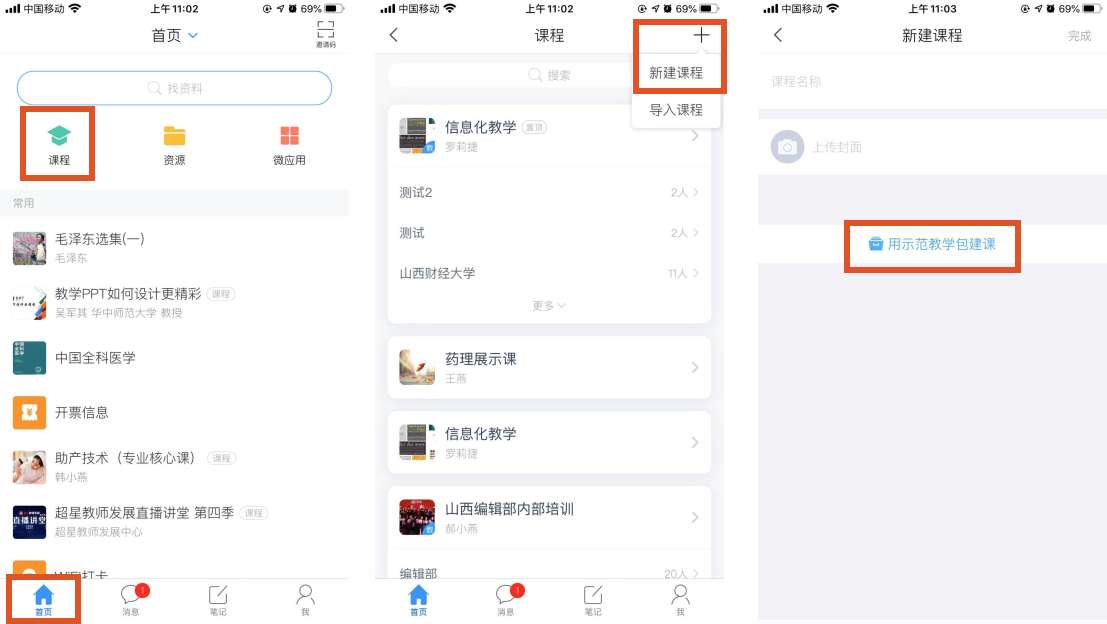 中国移动 上午 11:02 69%
首页
邀请码
找资料
课程 资源 微应用
常用
毛泽东选集(一)
毛泽东
教学PPT如何设计更精彩 课程
吴军其 华中师范大学 教授
中国全科医学
开票信息
助产技术（专业核心课） 课程
韩小燕
超星教师发展直播讲堂 第四季 课程
超星教师发展中心
首页 消息 1 笔记 我
中国移动 上午 11:02 69%
课程
搜索
新建课程
导入课程
信息化教学 置顶
罗莉捷
测试2 2人
测试 2人
山西财经大学 11人
更多
药理展示课
王燕
信息化教学
罗莉捷
山西编辑部内部培训
郝小燕
编辑部 20人
首页 消息 1 笔记 我
中国移动 上午 11:03 69%
新建课程 完成
课程名称
上传封面
用示范教学包建课